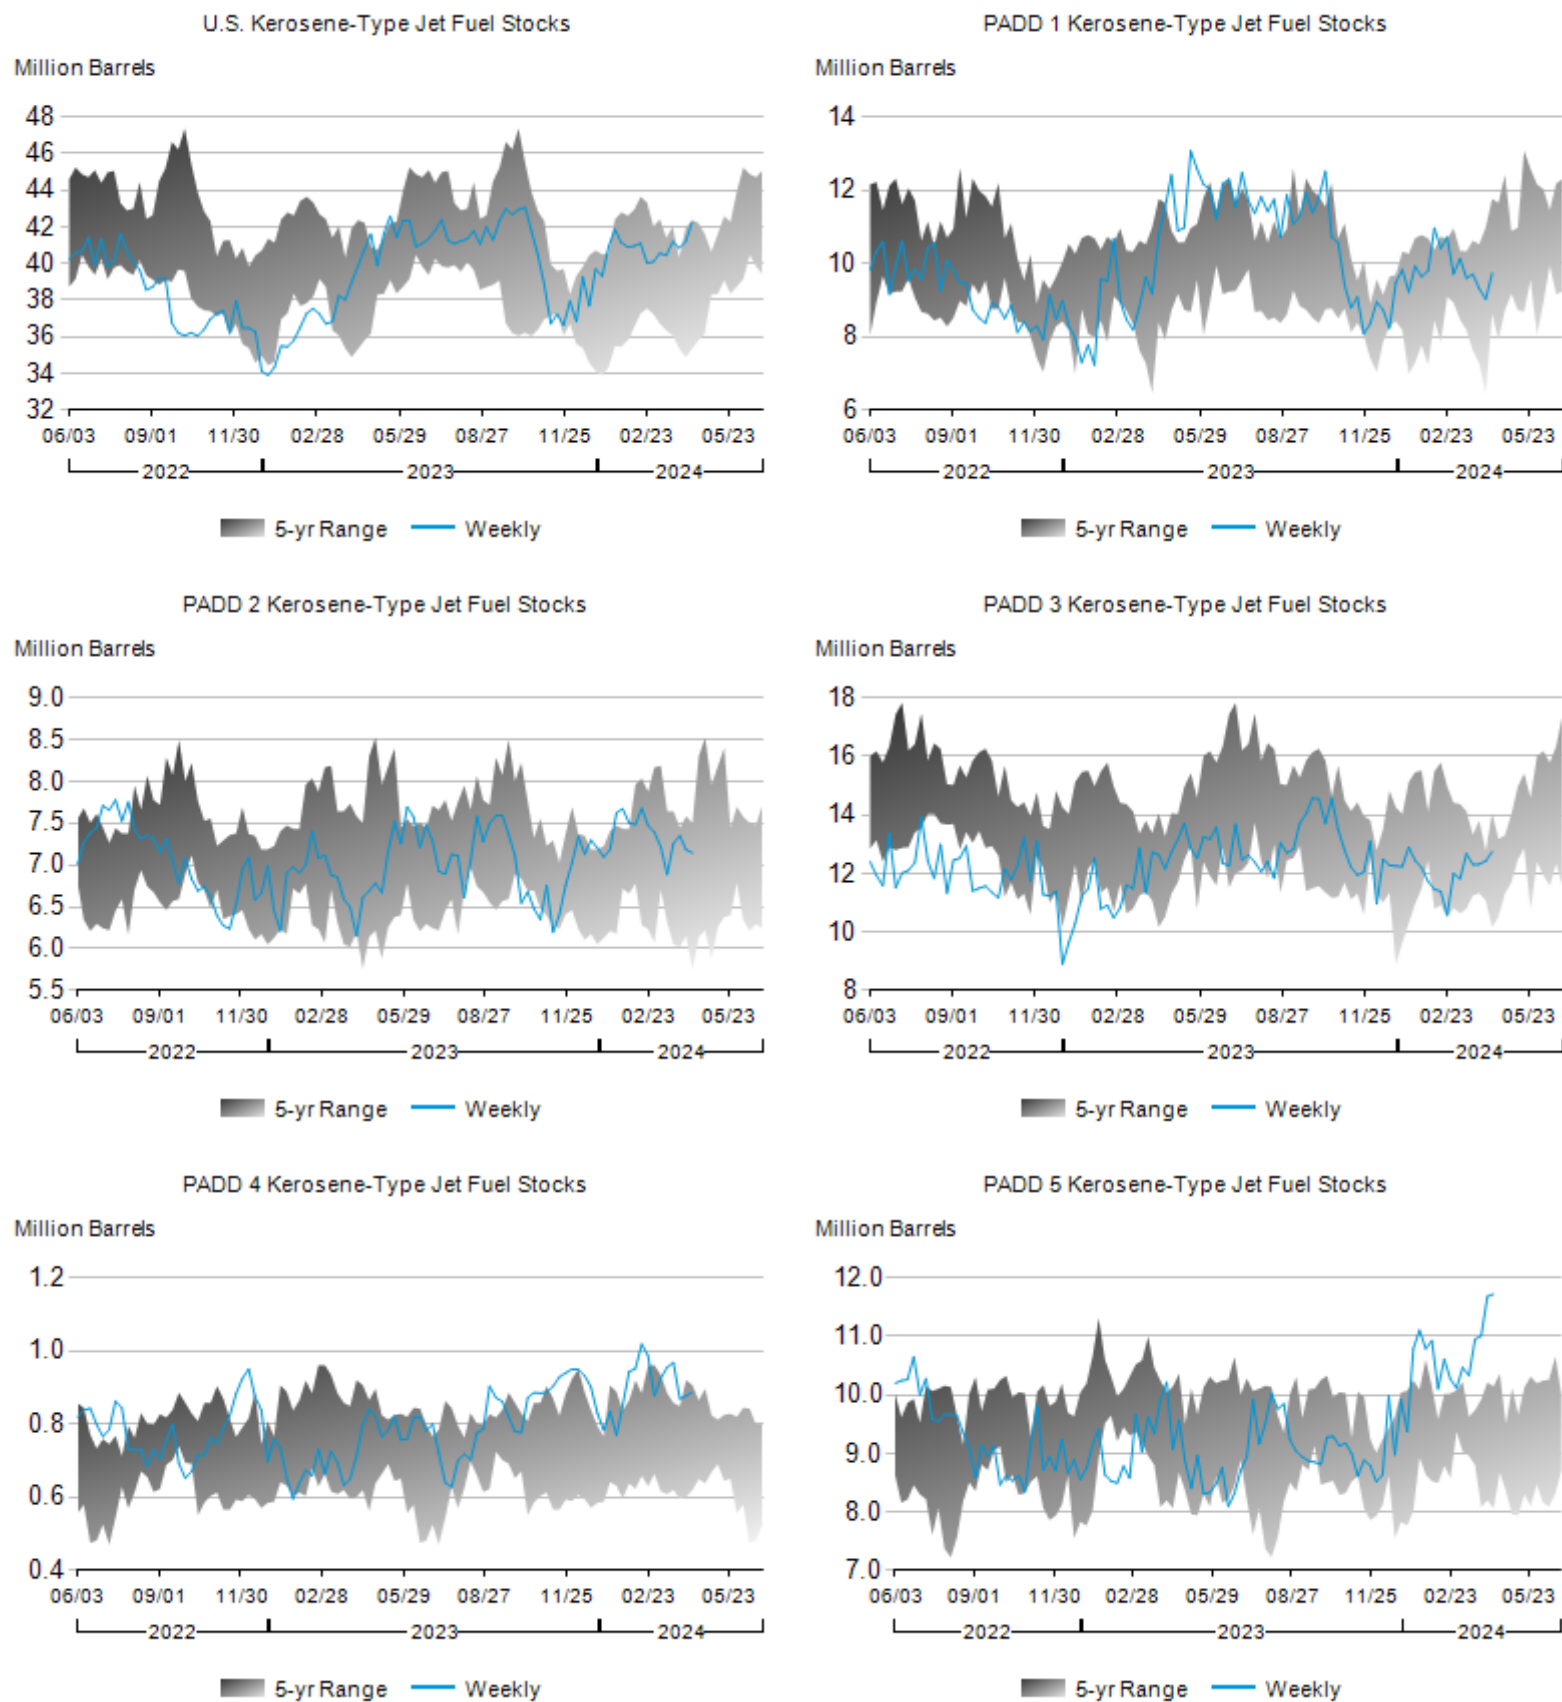 U.S. Kerosene-Type Jet Fuel Stocks
Million Barrels
48
46
44
42
40
38
36
34
32
06/03 09/01 11/30 02/28 05/29 08/27 11/25 02/23 05/23
2022 2023 2024
5-yr Range Weekly
PADD 1 Kerosene-Type Jet Fuel Stocks
Million Barrels
14
12
10
8
6
06/03 09/01 11/30 02/28 05/29 08/27 11/25 02/23 05/23
2022 2023 2024
5-yr Range Weekly
PADD 2 Kerosene-Type Jet Fuel Stocks
Million Barrels
9.0
8.5
8.0
7.5
7.0
6.5
6.0
5.5
06/03 09/01 11/30 02/28 05/29 08/27 11/25 02/23 05/23
2022 2023 2024
5-yr Range Weekly
PADD 3 Kerosene-Type Jet Fuel Stocks
Million Barrels
18
16
14
12
10
8
06/03 09/01 11/30 02/28 05/29 08/27 11/25 02/23 05/23
2022 2023 2024
5-yr Range Weekly
PADD 4 Kerosene-Type Jet Fuel Stocks
Million Barrels
1.2
1.0
0.8
0.6
0.4
06/03 09/01 11/30 02/28 05/29 08/27 11/25 02/23 05/23
2022 2023 2024
5-yr Range Weekly
PADD 5 Kerosene-Type Jet Fuel Stocks
Million Barrels
12.0
11.0
10.0
9.0
8.0
7.0
06/03 09/01 11/30 02/28 05/29 08/27 11/25 02/23 05/23
2022 2023 2024
5-yr Range Weekly